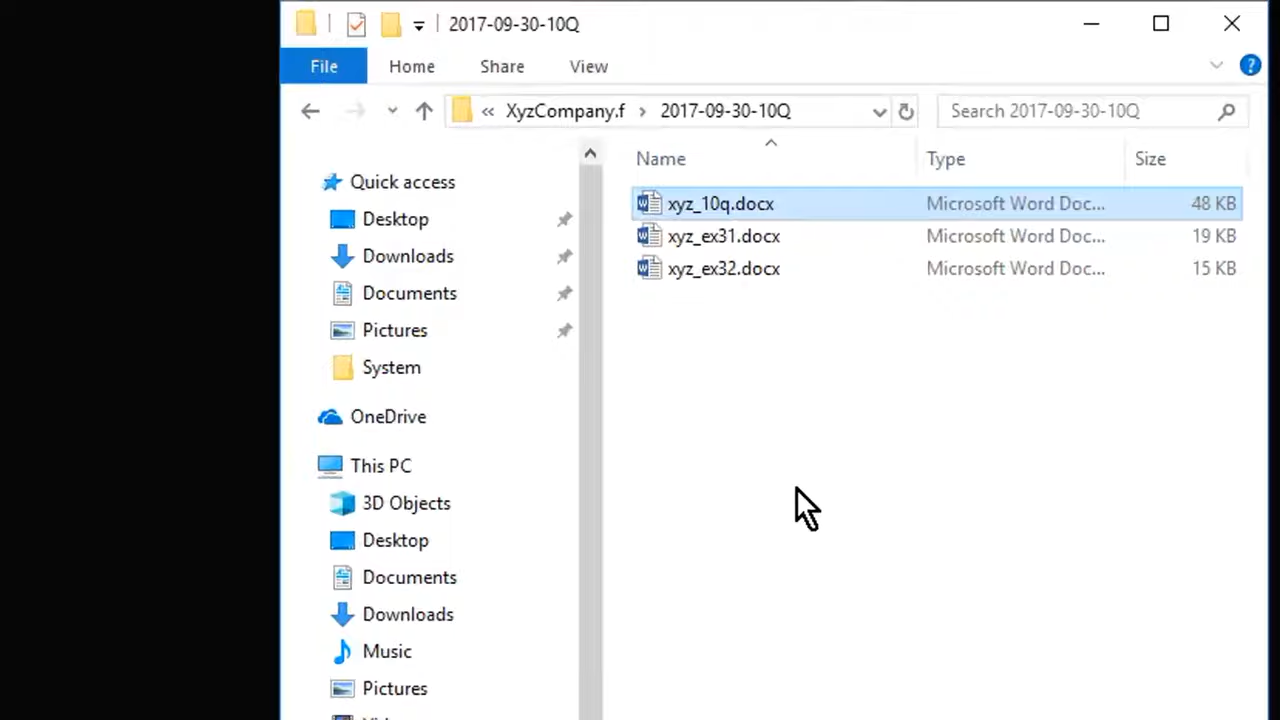 2017-09-30-10Q
File Home Share View
« XyzCompany.f › 2017-09-30-10Q Search 2017-09-30-10Q
Name Type Size
Quick access
Desktop
Downloads
Documents
Pictures
System
OneDrive
This PC
3D Objects
Desktop
Documents
Downloads
Music
Pictures
xyz_10q.docx Microsoft Word Doc... 48 KB
xyz_ex31.docx Microsoft Word Doc... 19 KB
xyz_ex32.docx Microsoft Word Doc... 15 KB